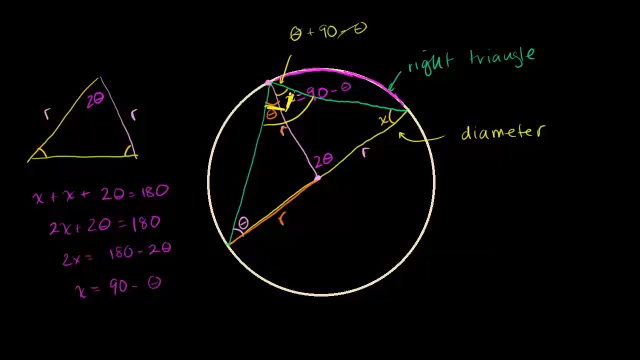 θ + 90 - θ
right triangle
2θ
r
r
x = 90 - θ
θ
r
x
diameter
2θ
r
x + x + 2θ = 180
2x + 2θ = 180
2x = 180 - 2θ
x = 90 - θ
θ
r